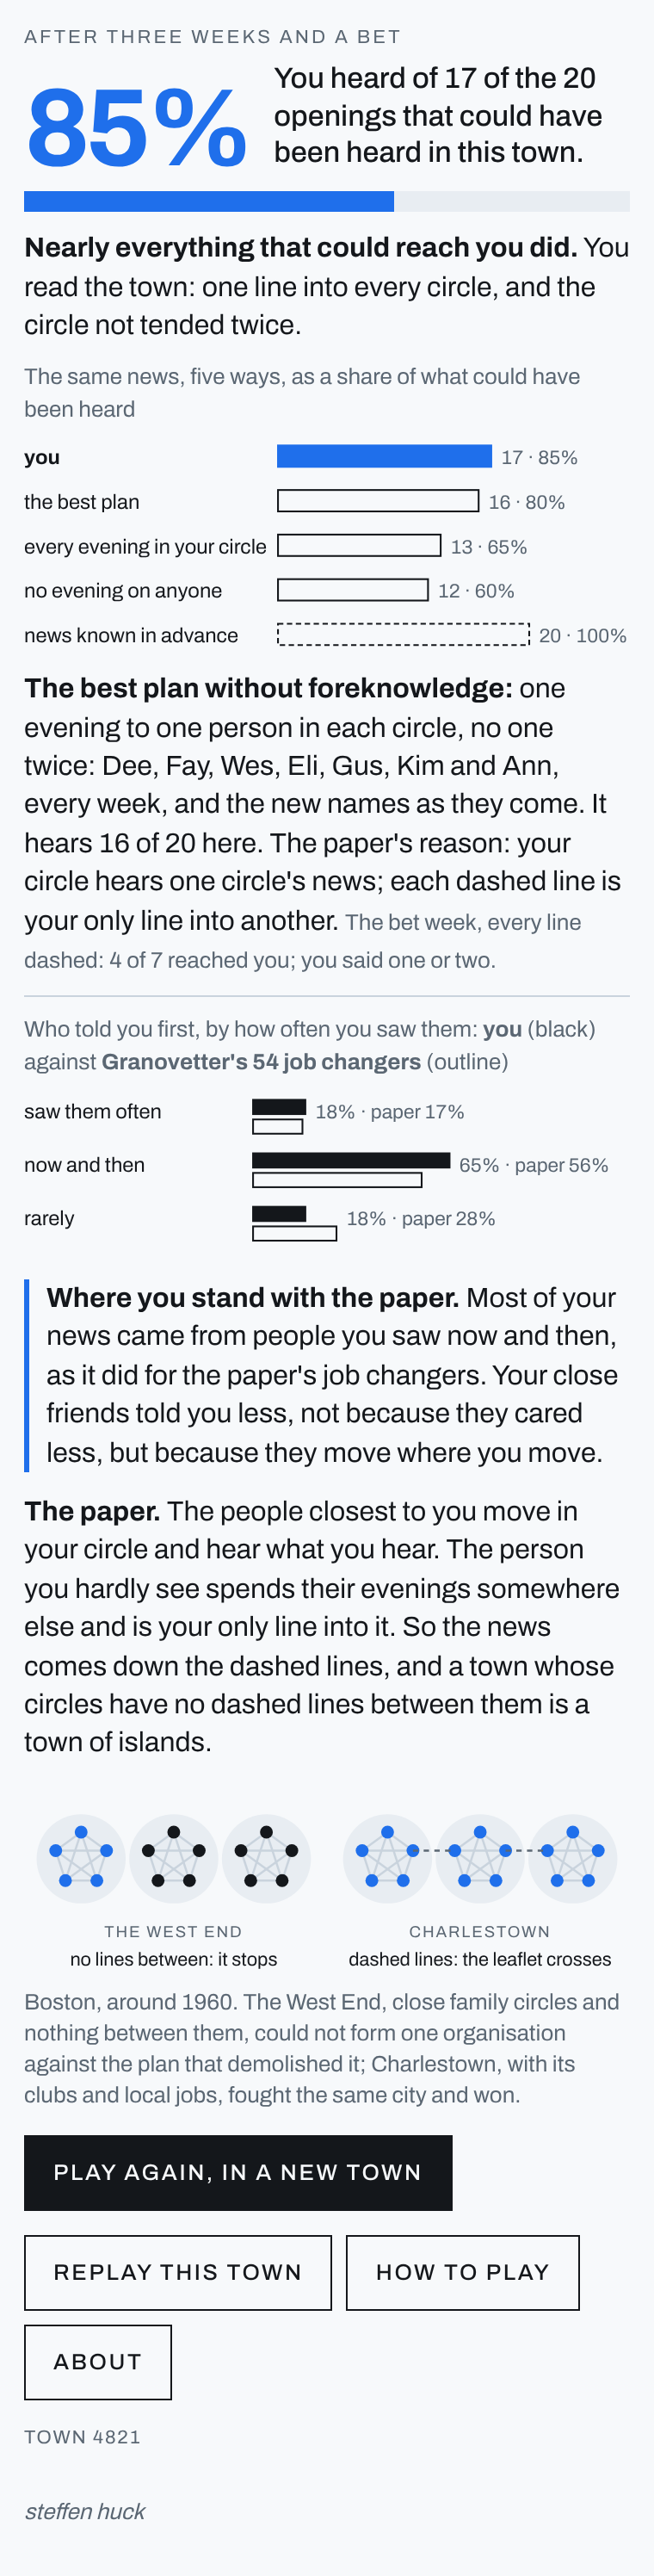 AFTER THREE WEEKS AND A BET
85%
You heard of 17 of the 20
openings that could have
been heard in this town.
Nearly everything that could reach you did. You
read the town: one line into every circle, and the
circle not tended twice.
The same news, five ways, as a share of what could have
been heard
you 17 · 85%
the best plan 16 · 80%
every evening in your circle 13 · 65%
no evening on anyone 12 · 60%
news known in advance 20 · 100%
The best plan without foreknowledge: one
evening to one person in each circle, no one
twice: Dee, Fay, Wes, Eli, Gus, Kim and Ann,
every week, and the new names as they come. It
hears 16 of 20 here. The paper's reason: your
circle hears one circle's news; each dashed line is
your only line into another. The bet week, every line
dashed: 4 of 7 reached you; you said one or two.
Who told you first, by how often you saw them: you (black)
against Granovetter's 54 job changers (outline)
saw them often 18% · paper 17%
now and then 65% · paper 56%
rarely 18% · paper 28%
Where you stand with the paper. Most of your
news came from people you saw now and then,
as it did for the paper's job changers. Your close
friends told you less, not because they cared
less, but because they move where you move.
The paper. The people closest to you move in
your circle and hear what you hear. The person
you hardly see spends their evenings somewhere
else and is your only line into it. So the news
comes down the dashed lines, and a town whose
circles have no dashed lines between them is a
town of islands.
THE WEST END
no lines between: it stops
CHARLESTOWN
dashed lines: the leaflet crosses
Boston, around 1960. The West End, close family circles and
nothing between them, could not form one organisation
against the plan that demolished it; Charlestown, with its
clubs and local jobs, fought the same city and won.
PLAY AGAIN, IN A NEW TOWN
REPLAY THIS TOWN
HOW TO PLAY
ABOUT
TOWN 4821
steffen huck